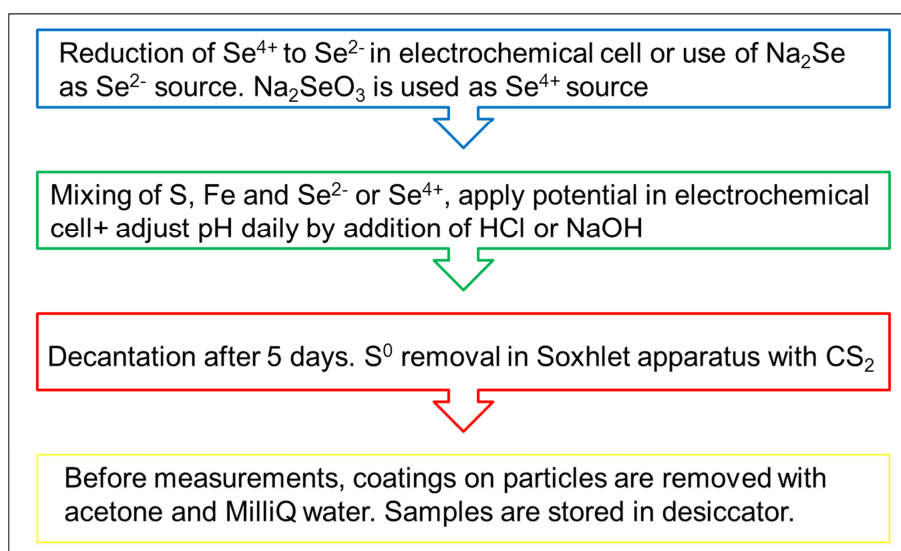 Reduction of Se⁴⁺ to Se²⁻ in electrochemical cell or use of Na₂Se
as Se²⁻ source. Na₂SeO₃ is used as Se⁴⁺ source
Mixing of S, Fe and Se²⁻ or Se⁴⁺, apply potential in electrochemical
cell+ adjust pH daily by addition of HCl or NaOH
Decantation after 5 days. S⁰ removal in Soxhlet apparatus with CS₂
Before measurements, coatings on particles are removed with
acetone and MilliQ water. Samples are stored in desiccator.